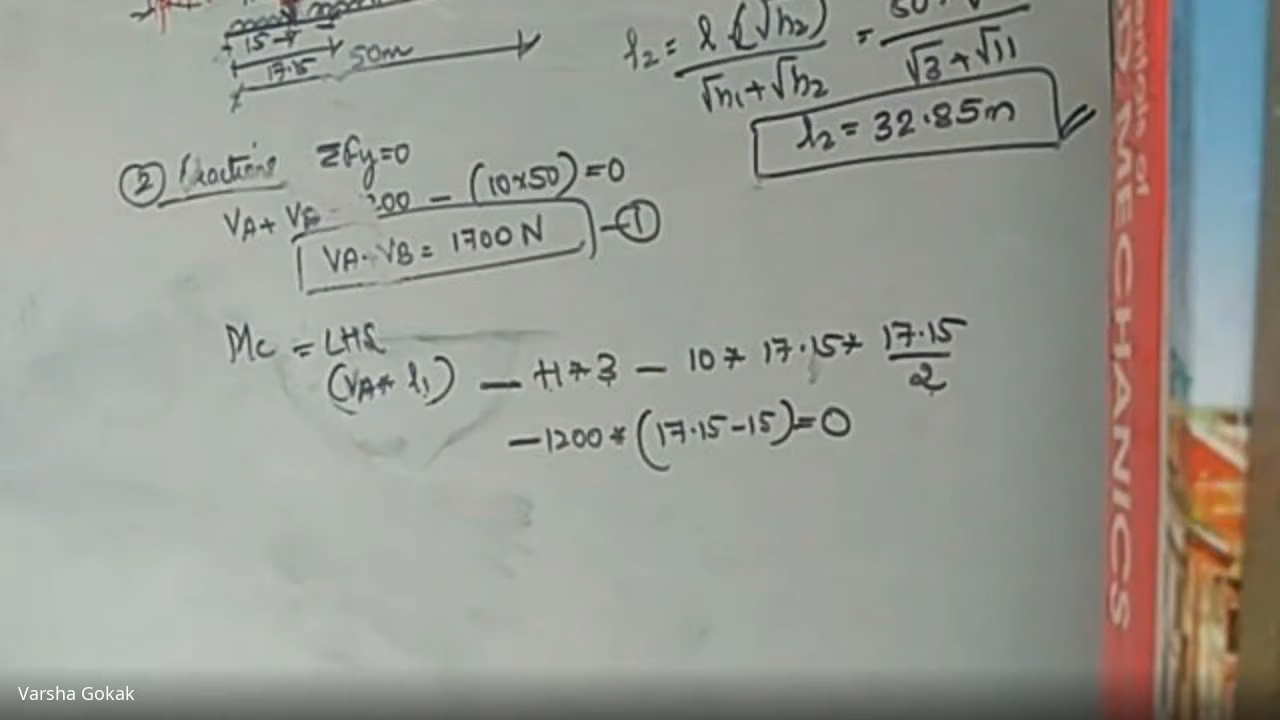 15
17.15
50m
l2 = l (√h2) / √h1 + √h2 = 50 / √3 + √11
l2 = 32.85m
② Reactions ΣFy=0
VA + VB 200 − (10×50) = 0
VA VB = 1700 N − ①
Mc = LHS
(VA * l1) − H * 3 − 10 * 17.15 * 17.15 / 2
− 1200 * (17.15 − 15) = 0
MECHANICS
Varsha Gokak